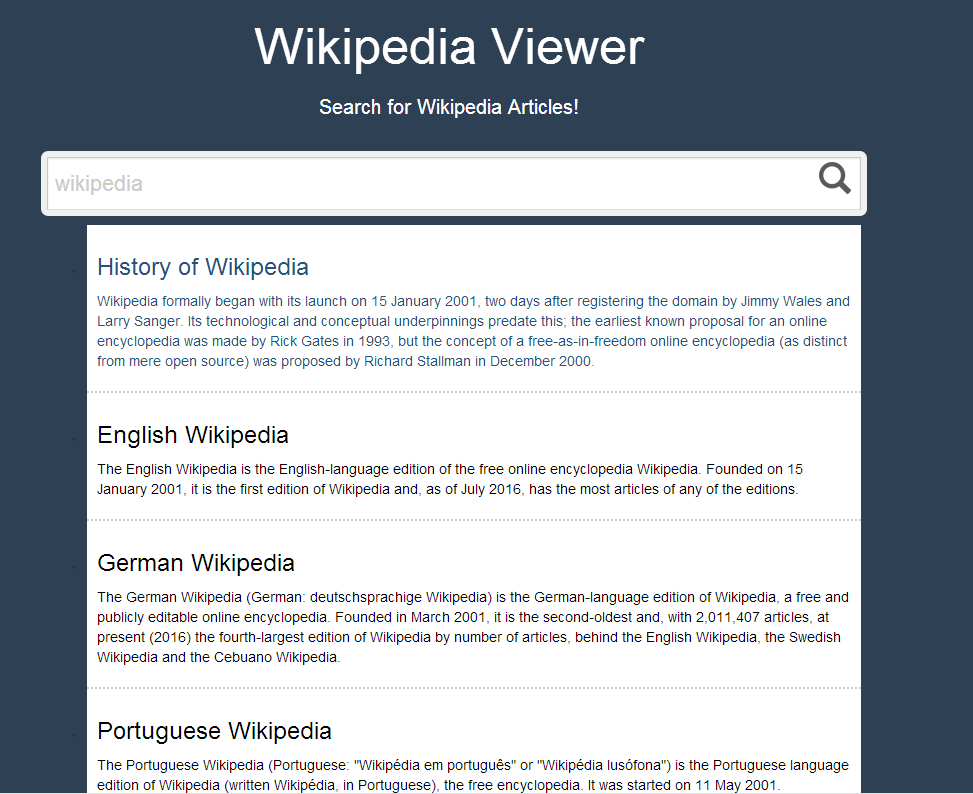 Wikipedia Viewer
Search for Wikipedia Articles!
wikipedia
History of Wikipedia
Wikipedia formally began with its launch on 15 January 2001, two days after registering the domain by Jimmy Wales and
Larry Sanger. Its technological and conceptual underpinnings predate this; the earliest known proposal for an online
encyclopedia was made by Rick Gates in 1993, but the concept of a free-as-in-freedom online encyclopedia (as distinct
from mere open source) was proposed by Richard Stallman in December 2000.
English Wikipedia
The English Wikipedia is the English-language edition of the free online encyclopedia Wikipedia. Founded on 15
January 2001, it is the first edition of Wikipedia and, as of July 2016, has the most articles of any of the editions.
German Wikipedia
The German Wikipedia (German: deutschsprachige Wikipedia) is the German-language edition of Wikipedia, a free and
publicly editable online encyclopedia. Founded in March 2001, it is the second-oldest and, with 2,011,407 articles, at
present (2016) the fourth-largest edition of Wikipedia by number of articles, behind the English Wikipedia, the Swedish
Wikipedia and the Cebuano Wikipedia.
Portuguese Wikipedia
The Portuguese Wikipedia (Portuguese: "Wikipédia em português" or "Wikipédia lusófona") is the Portuguese language
edition of Wikipedia (written Wikipédia, in Portuguese), the free encyclopedia. It was started on 11 May 2001.